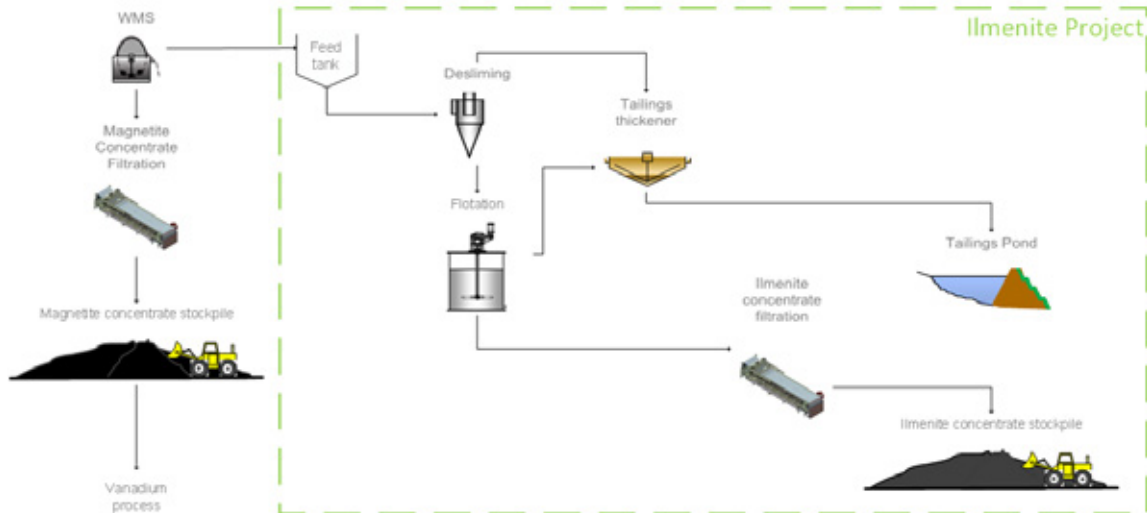 WMS
Ilmenite Project
Feed
tank
Desliming
Tailings
thickener
Magnetite
Concentrate
Filtration
Flotation
Tailings Pond
Ilmenite
concentrate
filtration
Magnetite concentrate stockpile
Ilmenite concentrate stockpile
Vanadium
process